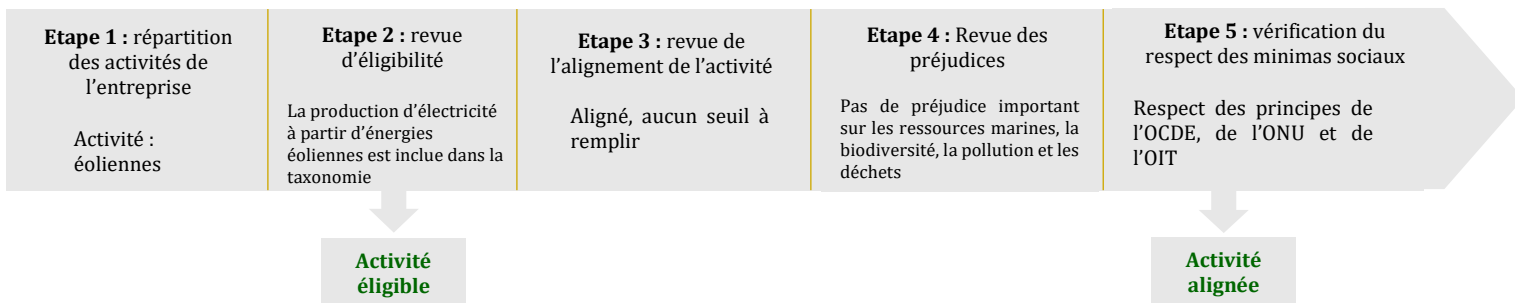 Etape 1 : répartition
des activités de
l'entreprise
Activité :
éoliennes
Etape 2 : revue
d'éligibilité
La production d'électricité
à partir d'énergies
éoliennes est inclue dans la
taxonomie
Activité
éligible
Etape 3 : revue de
l'alignement de l'activité
Aligné, aucun seuil à
remplir
Etape 4 : Revue des
préjudices
Pas de préjudice important
sur les ressources marines, la
biodiversité, la pollution et les
déchets
Etape 5 : vérification du
respect des minimas sociaux
Respect des principes de
l'OCDE, de l'ONU et de
l'OIT
Activité
alignée